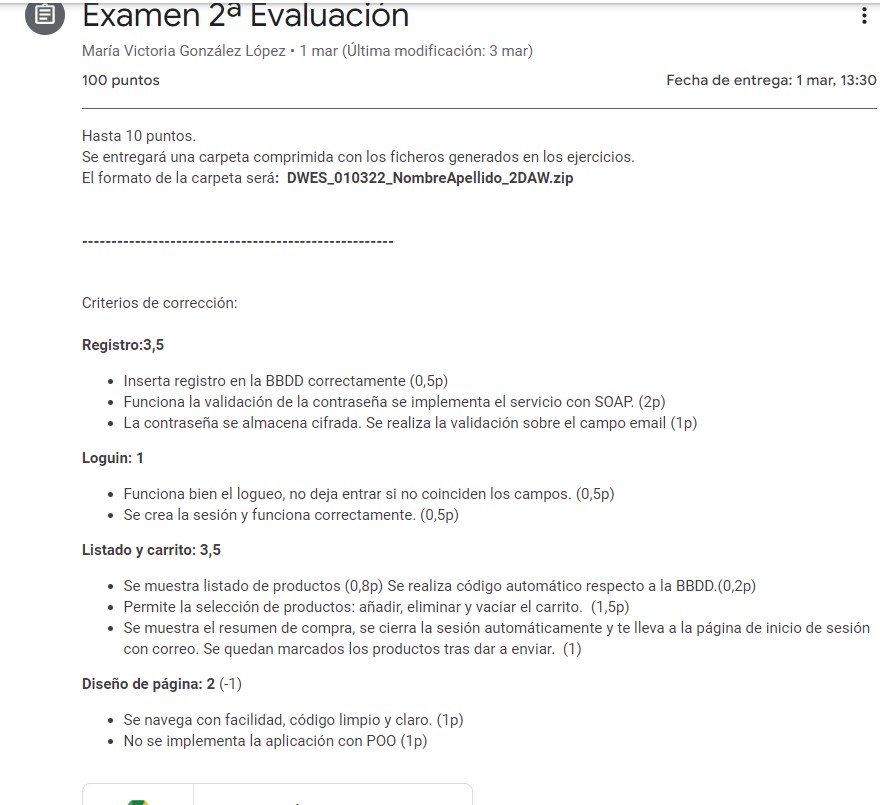 Examen 2ª Evaluación
María Victoria González López • 1 mar (Última modificación: 3 mar)
100 puntos
Fecha de entrega: 1 mar, 13:30
Hasta 10 puntos.
Se entregará una carpeta comprimida con los ficheros generados en los ejercicios.
El formato de la carpeta será: DWES_010322_NombreApellido_2DAW.zip
-----------------------------------------------------
Criterios de corrección:
Registro:3,5
• Inserta registro en la BBDD correctamente (0,5p)
• Funciona la validación de la contraseña se implementa el servicio con SOAP. (2p)
• La contraseña se almacena cifrada. Se realiza la validación sobre el campo email (1p)
Loguin: 1
• Funciona bien el logueo, no deja entrar si no coinciden los campos. (0,5p)
• Se crea la sesión y funciona correctamente. (0,5p)
Listado y carrito: 3,5
• Se muestra listado de productos (0,8p) Se realiza código automático respecto a la BBDD.(0,2p)
• Permite la selección de productos: añadir, eliminar y vaciar el carrito. (1,5p)
• Se muestra el resumen de compra, se cierra la sesión automáticamente y te lleva a la página de inicio de sesión
con correo. Se quedan marcados los productos tras dar a enviar. (1)
Diseño de página: 2 (-1)
• Se navega con facilidad, código limpio y claro. (1p)
• No se implementa la aplicación con POO (1p)